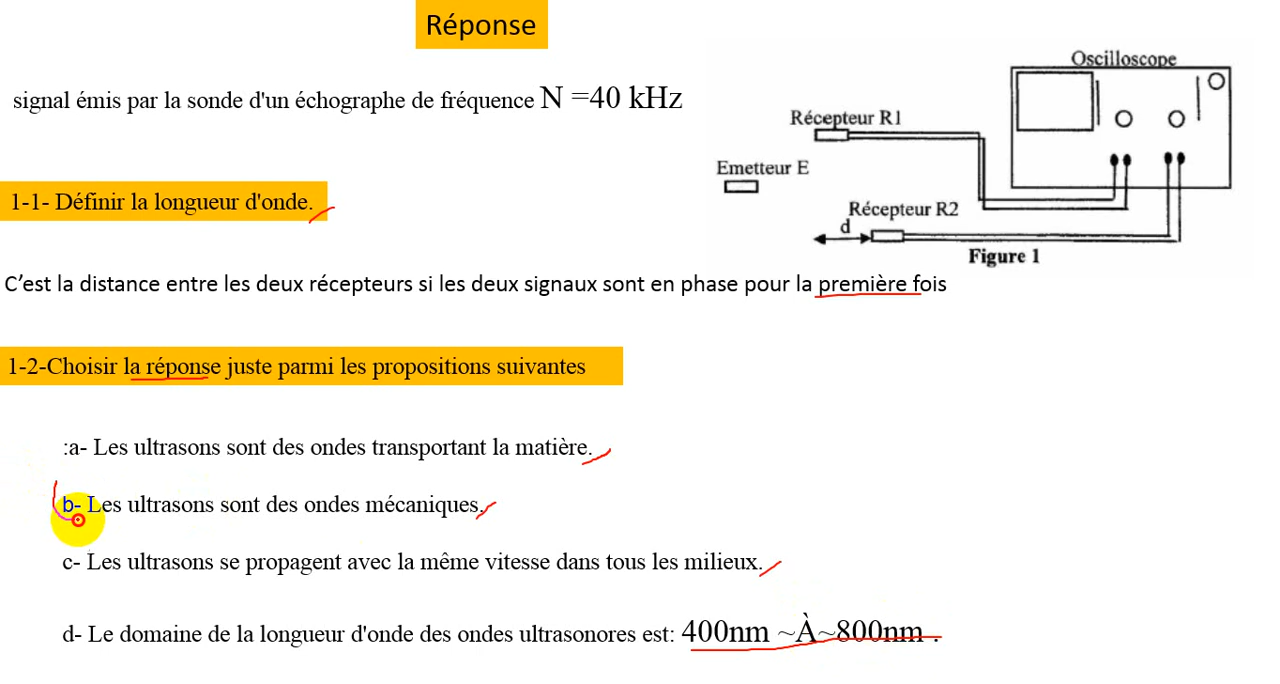 Réponse
signal émis par la sonde d'un échographe de fréquence N =40 kHz
Oscilloscope
Récepteur R1
Emetteur E
Récepteur R2
d
Figure 1
1-1- Définir la longueur d'onde.
C’est la distance entre les deux récepteurs si les deux signaux sont en phase pour la première fois
1-2-Choisir la réponse juste parmi les propositions suivantes
:a- Les ultrasons sont des ondes transportant la matière.
b- Les ultrasons sont des ondes mécaniques.
c- Les ultrasons se propagent avec la même vitesse dans tous les milieux.
d- Le domaine de la longueur d'onde des ondes ultrasonores est: 400nm ~À~800nm .